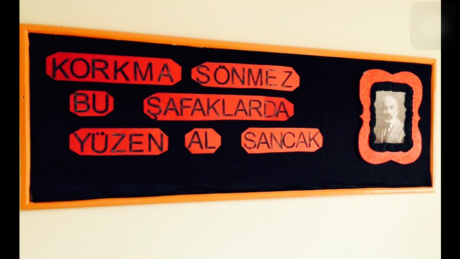 KORKMA SÖNMEZ
BU ŞAFAKLARDA
YÜZEN AL SANCAK